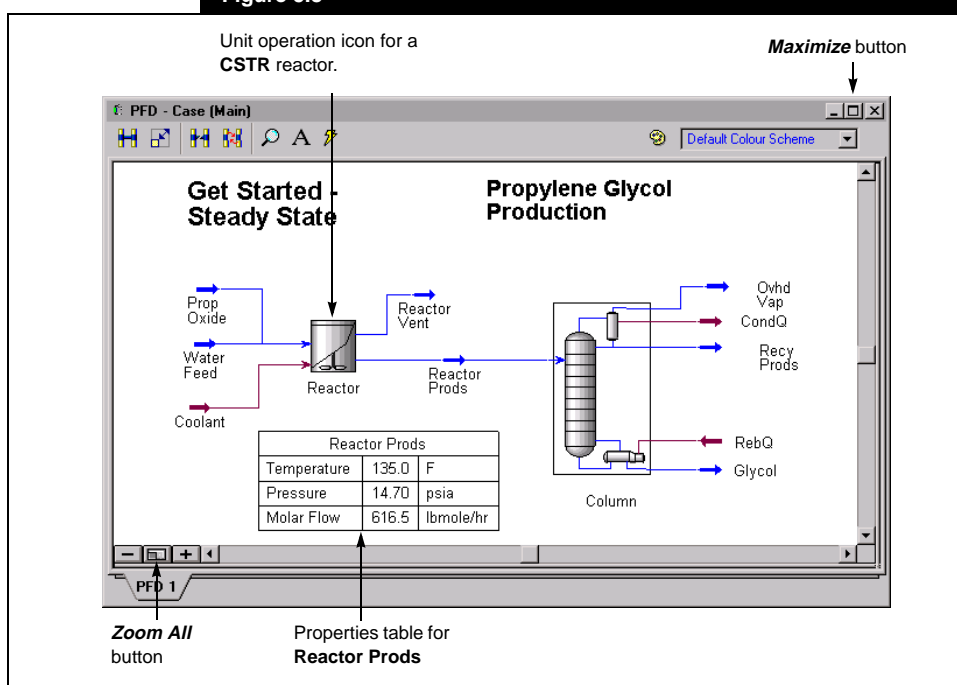 Unit operation icon for a
CSTR reactor.
Maximize button
PFD - Case (Main)
A
Default Colour Scheme
Get Started -
Steady State
Propylene Glycol
Production
Prop
Oxide
Water
Feed
Coolant
Reactor
Reactor
Vent
Reactor
Prods
Ovhd
Vap
CondQ
Recy
Prods
RebQ
Glycol
Column
Reactor Prods
Temperature 135.0 F
Pressure 14.70 psia
Molar Flow 616.5 lbmole/hr
PFD 1
Zoom All
button
Properties table for
Reactor Prods